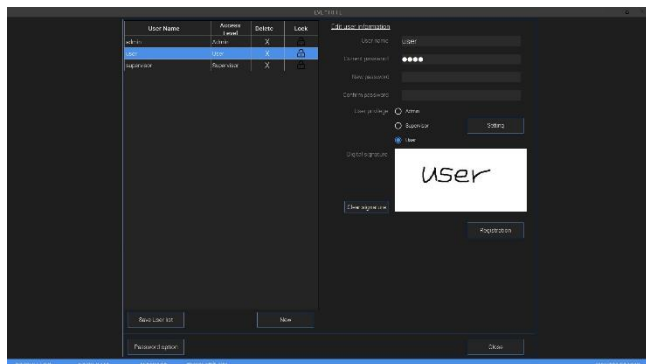 User Name Access Level Delete Lock
admin Admin X
user User X
supervisor Supervisor X
Edit user information
User name user
Current password ●●●●
New password
Confirm password
User privilege Admin
Supervisor Setting
User
Digital signature
user
Clear signature
Registration
Save user list New
Password option Close